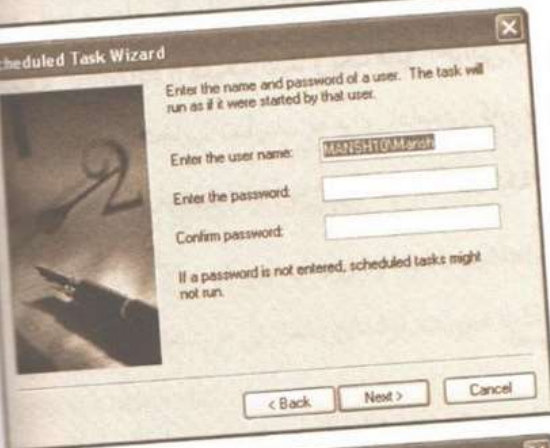 cheduled Task Wizard
Enter the name and password of a user. The task will
run as if it were started by that user.
Enter the user name: MANSH10\Mansh
Enter the password:
Confirm password:
If a password is not entered, scheduled tasks might
not run.
< Back Next > Cancel